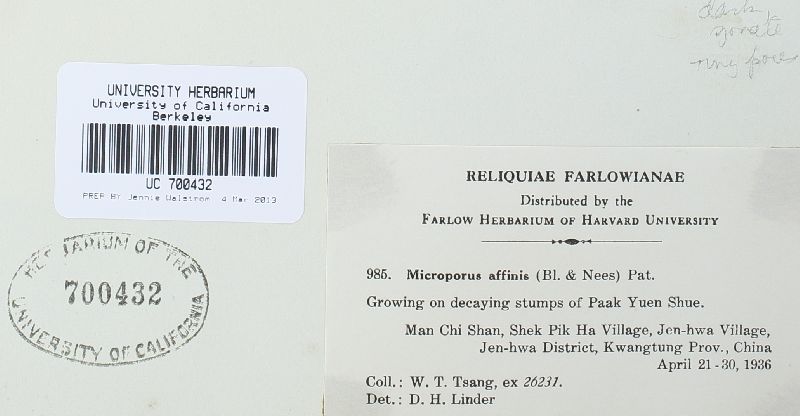 dark,
zonate
tiny pores
UNIVERSITY HERBARIUM
University of California
Berkeley
UC 700432
PREP BY Jennie Walstrom 4 Mar 2013
HERBARIUM OF THE
700432
UNIVERSITY OF CALIFORNIA
RELIQUIAE FARLOWIANAE
Distributed by the
FARLOW HERBARIUM OF HARVARD UNIVERSITY
985. Microporus affinis (Bl. & Nees) Pat.
Growing on decaying stumps of Paak Yuen Shue.
Man Chi Shan, Shek Pik Ha Village, Jen-hwa Village,
Jen-hwa District, Kwangtung Prov., China
April 21-30, 1936
Coll.: W. T. Tsang, ex 26231.
Det.: D. H. Linder